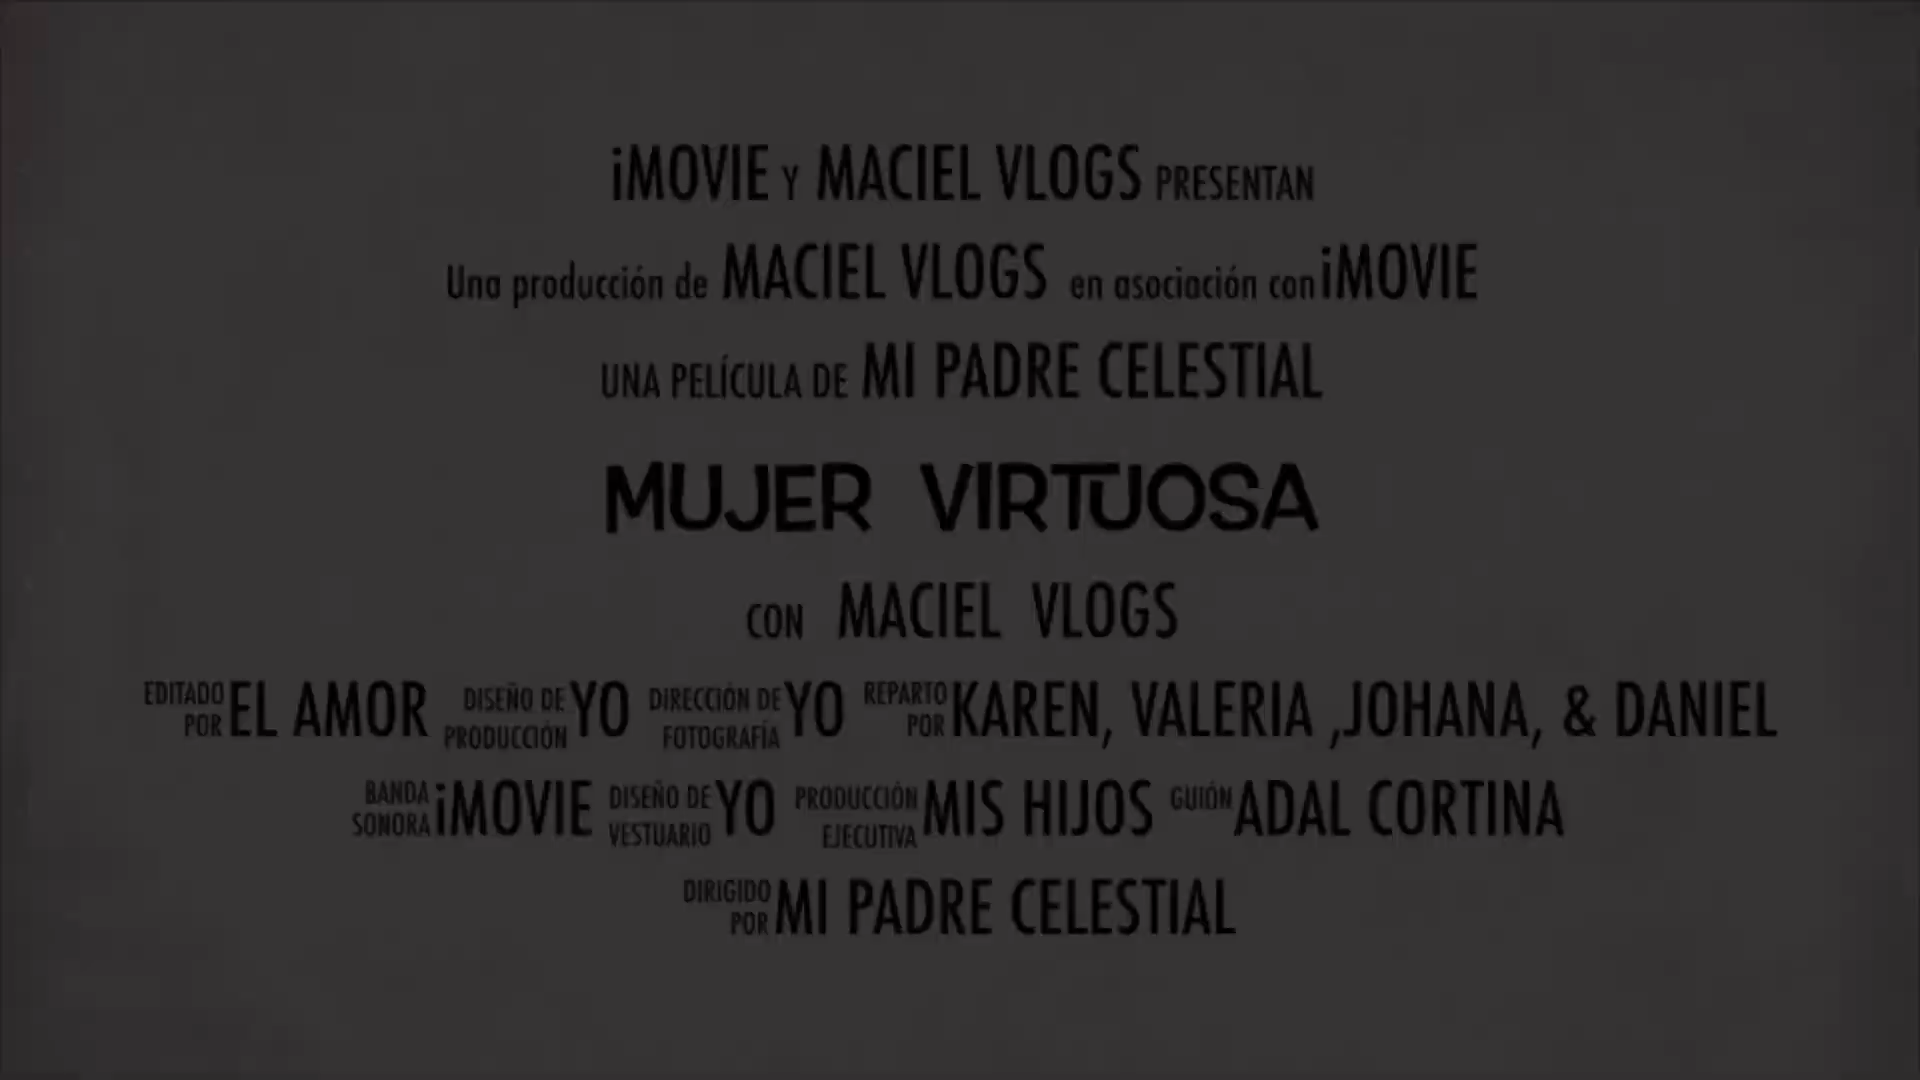 iMOVIE Y MACIEL VLOGS PRESENTAN
Una producción de MACIEL VLOGS en asociación con iMOVIE
UNA PELÍCULA DE MI PADRE CELESTIAL
MUJER VIRTUOSA
CON MACIEL VLOGS
EDITADO POR EL AMOR DISEÑO DE PRODUCCIÓN YO DIRECCIÓN DE FOTOGRAFÍA YO REPARTO POR KAREN, VALERIA ,JOHANA, & DANIEL
BANDA SONORA iMOVIE DISEÑO DE VESTUARIO YO PRODUCCIÓN EJECUTIVA MIS HIJOS GUIÓN ADAL CORTINA
DIRIGIDO POR MI PADRE CELESTIAL